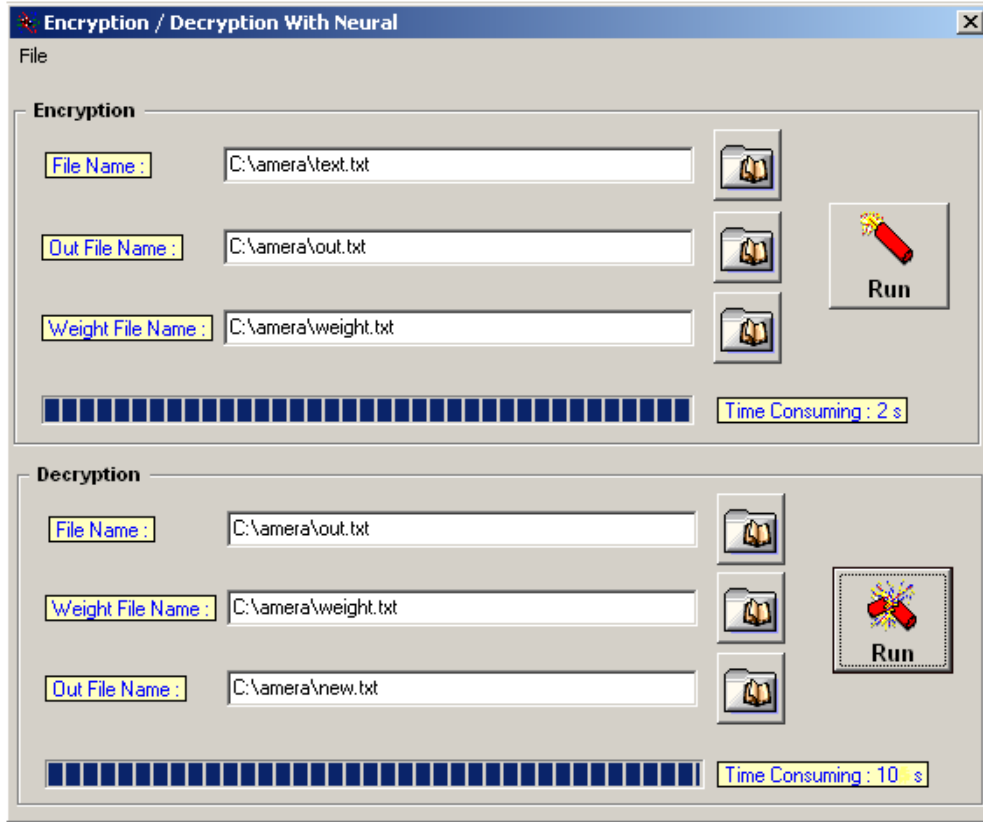 Encryption / Decryption With Neural
File
Encryption
File Name :
C:\amera\text.txt
Out File Name :
C:\amera\out.txt
Run
Weight File Name :
C:\amera\weight.txt
Time Consuming : 2 s
Decryption
File Name :
C:\amera\out.txt
Weight File Name :
C:\amera\weight.txt
Run
Out File Name :
C:\amera\new.txt
Time Consuming : 10 s